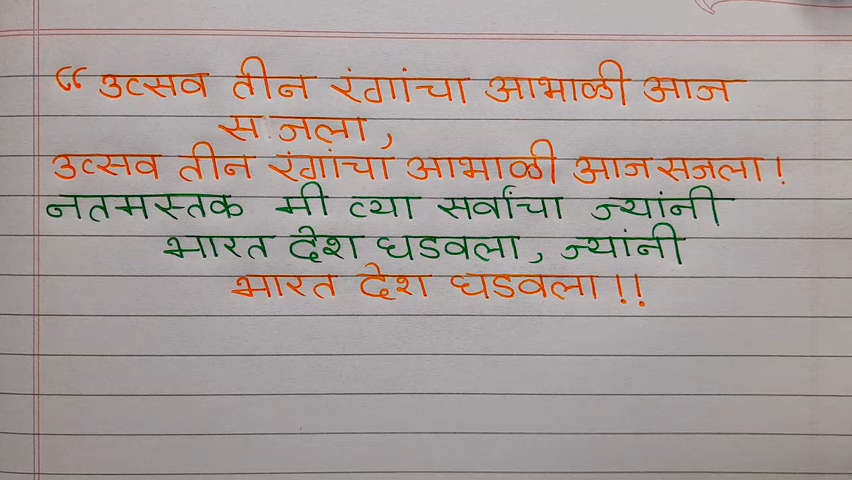 “ उत्सव तीन रंगांचा आभाळी आज
सजला,
उत्सव तीन रंगांचा आभाळी आज सजला!
नतमस्तक मी त्या सर्वांचा ज्यांनी
भारत देश घडवला, ज्यांनी
भारत देश घडवला!!